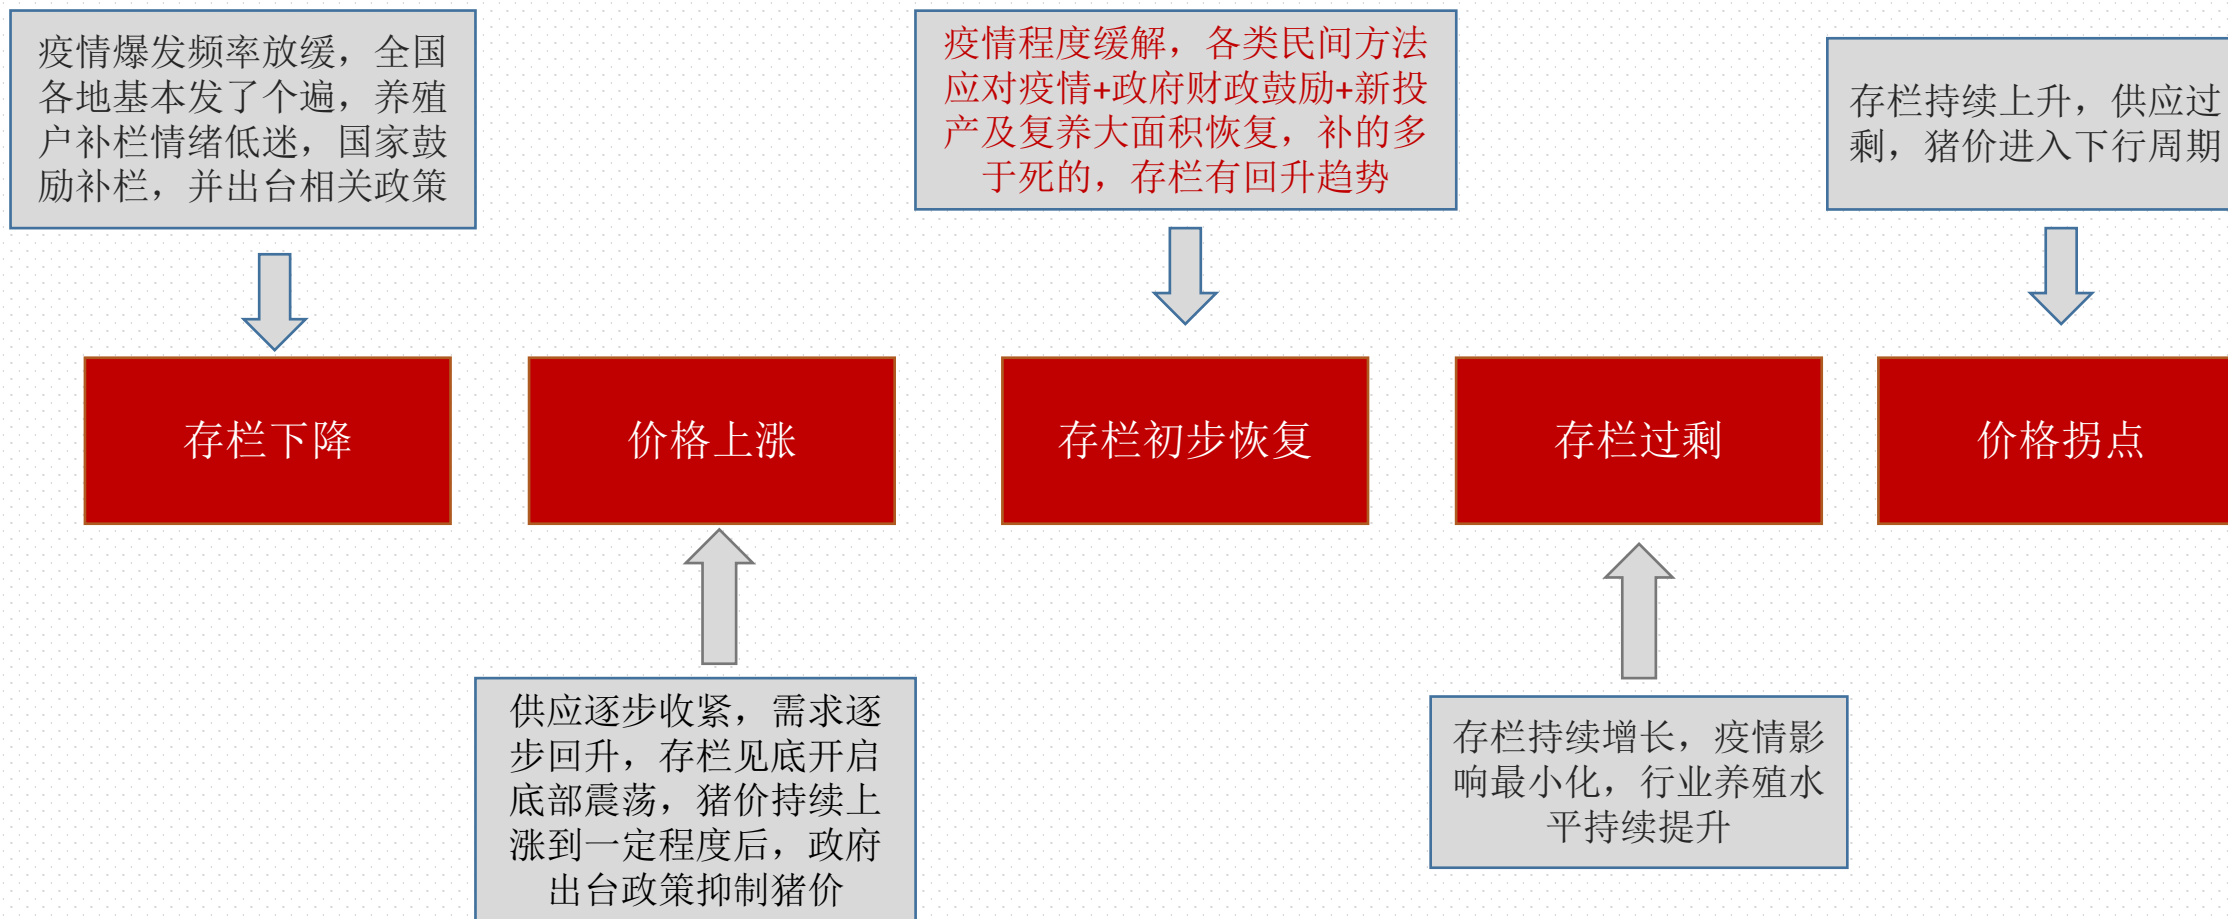 疫情爆发频率放缓，全国
各地基本发了个遍，养殖
户补栏情绪低迷，国家鼓
励补栏，并出台相关政策
疫情程度缓解，各类民间方法
应对疫情+政府财政鼓励+新投
产及复养大面积恢复，补的多
于死的，存栏有回升趋势
存栏持续上升，供应过
剩，猪价进入下行周期
存栏下降
价格上涨
存栏初步恢复
存栏过剩
价格拐点
供应逐步收紧，需求逐
步回升，存栏见底开启
底部震荡，猪价持续上
涨到一定程度后，政府
出台政策抑制猪价
存栏持续增长，疫情影
响最小化，行业养殖水
平持续提升